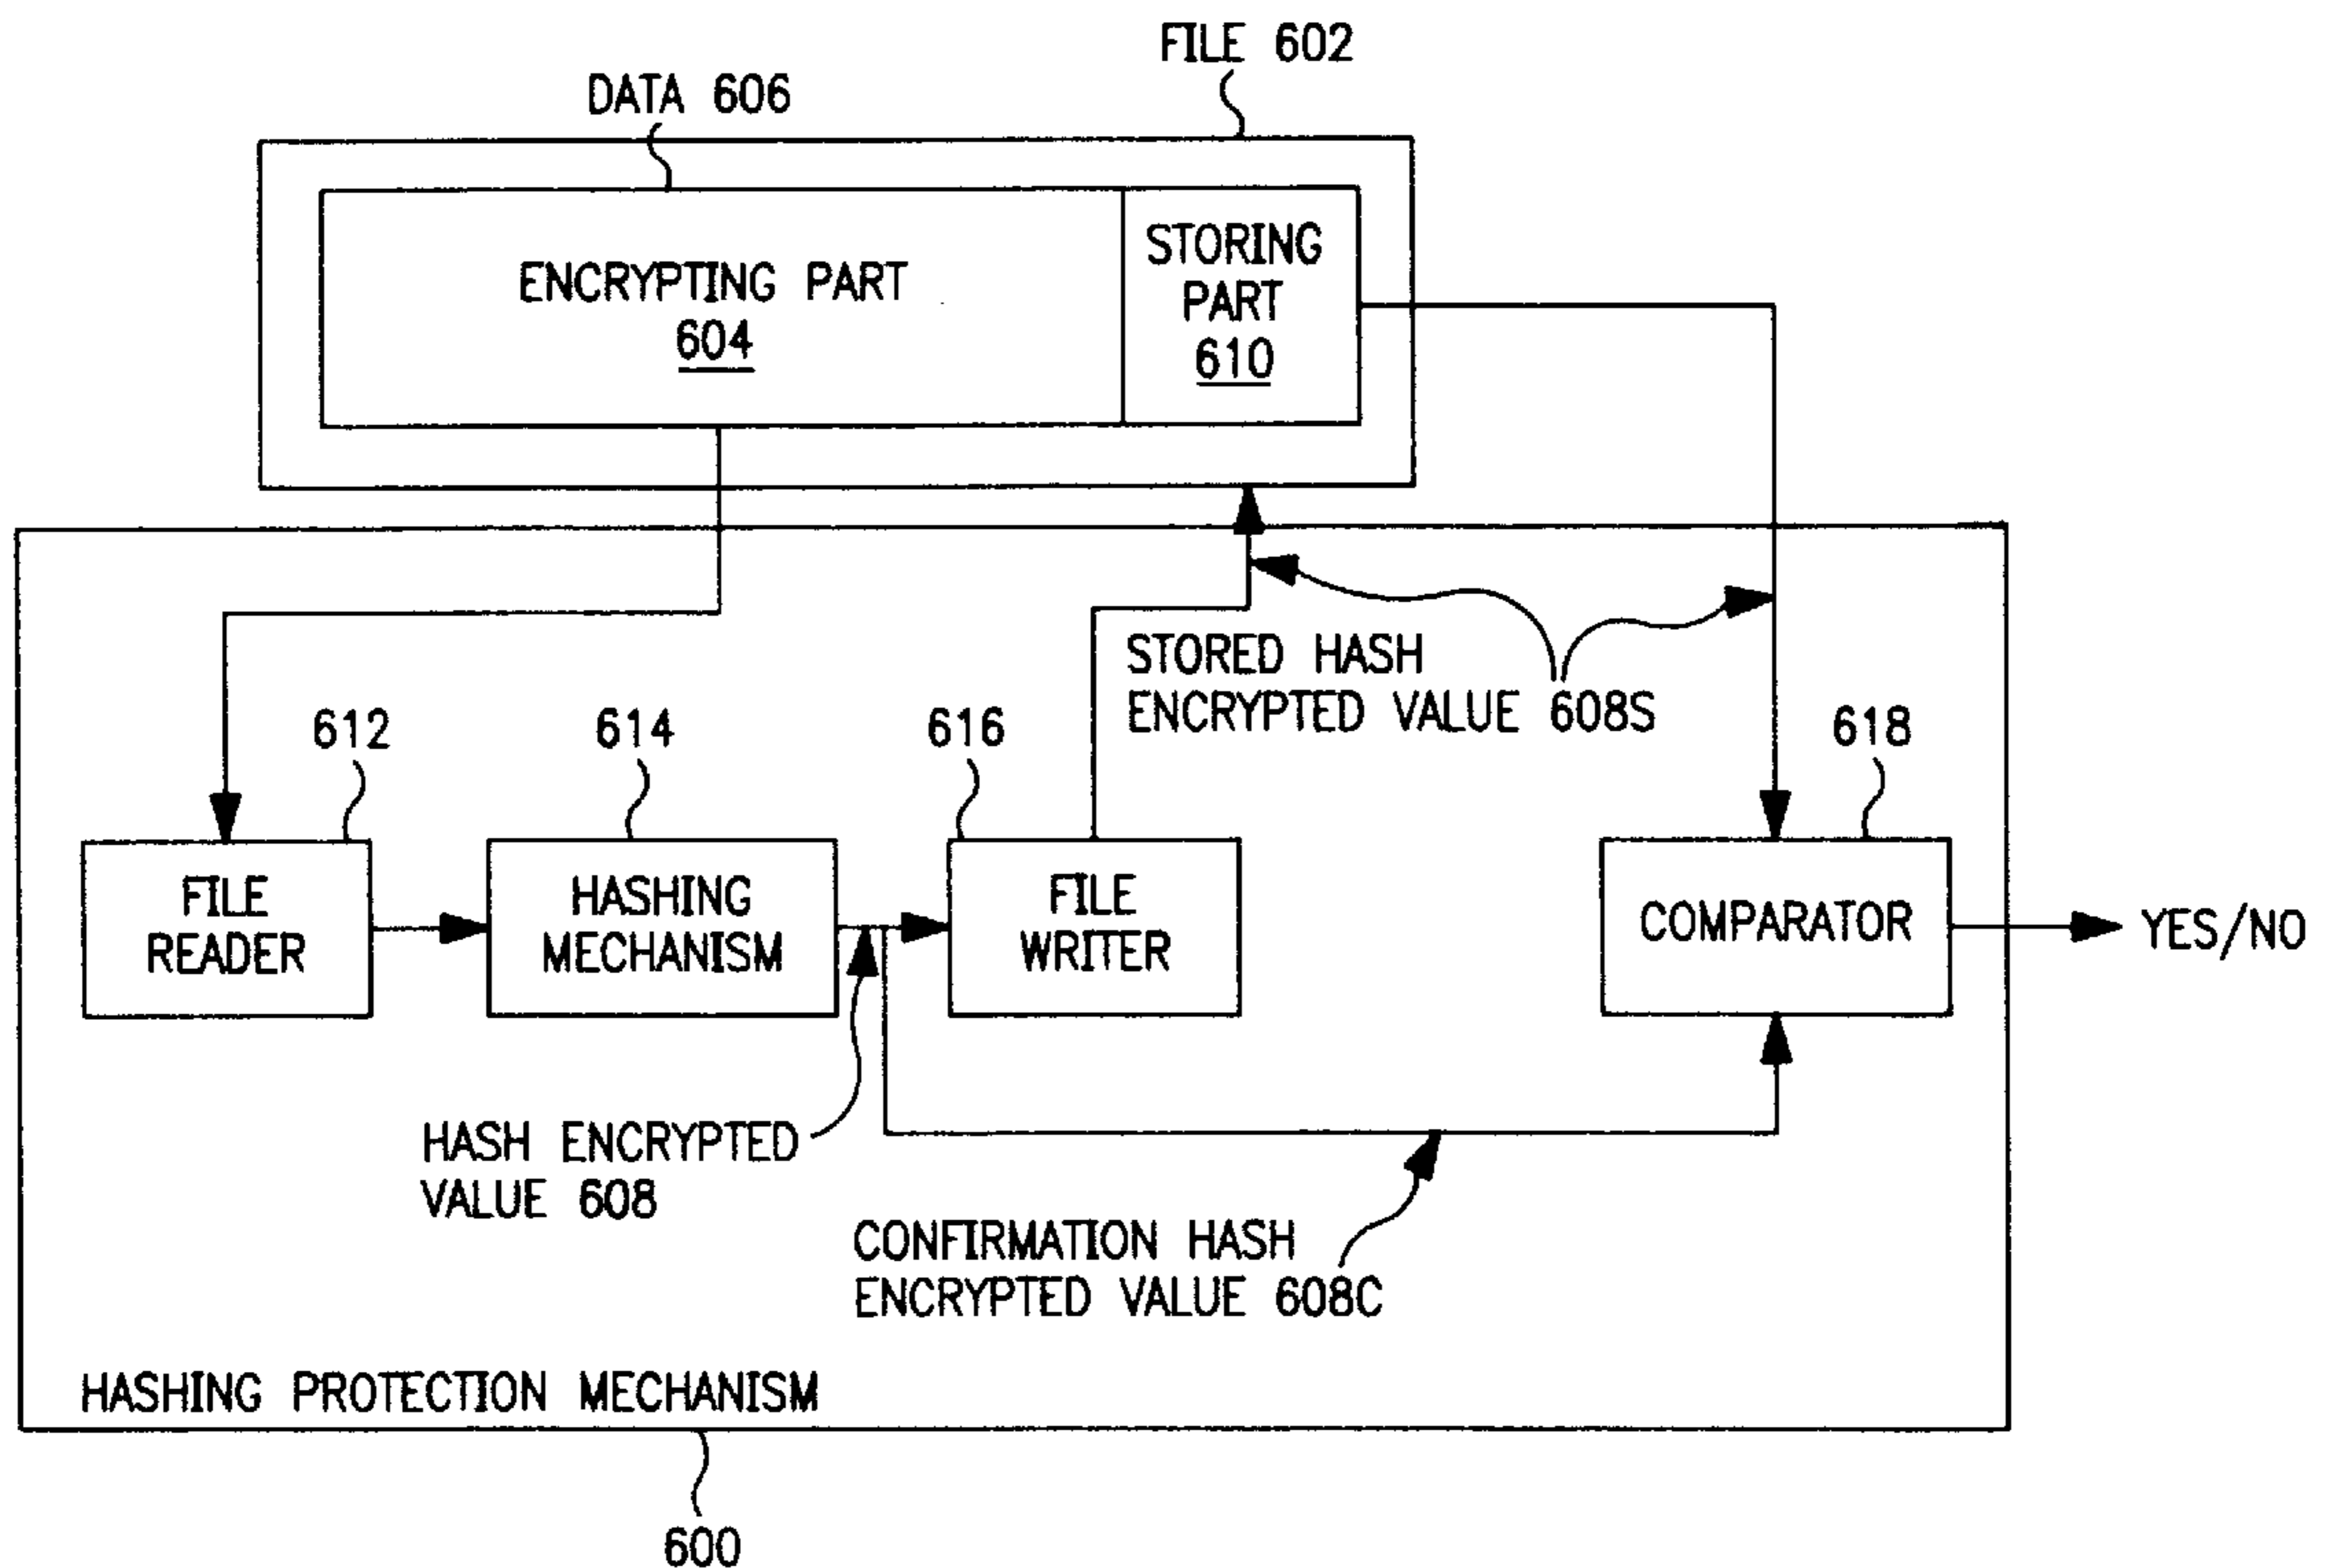 FILE 602
DATA 606
ENCRYPTING PART
604
STORING
PART
610
STORED HASH
ENCRYPTED VALUE 608S
612
614
616
618
FILE
READER
HASHING
MECHANISM
FILE
WRITER
COMPARATOR
YES/NO
HASH ENCRYPTED
VALUE 608
CONFIRMATION HASH
ENCRYPTED VALUE 608C
HASHING PROTECTION MECHANISM
600